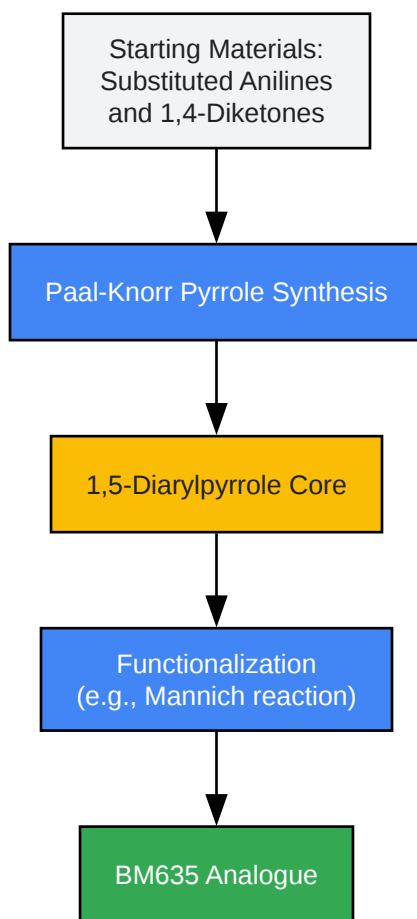 Starting Materials:
Substituted Anilines
and 1,4-Diketones
Paal-Knorr Pyrrole Synthesis
1,5-Diarylpyrrole Core
Functionalization
(e.g., Mannich reaction)
BM635 Analogue